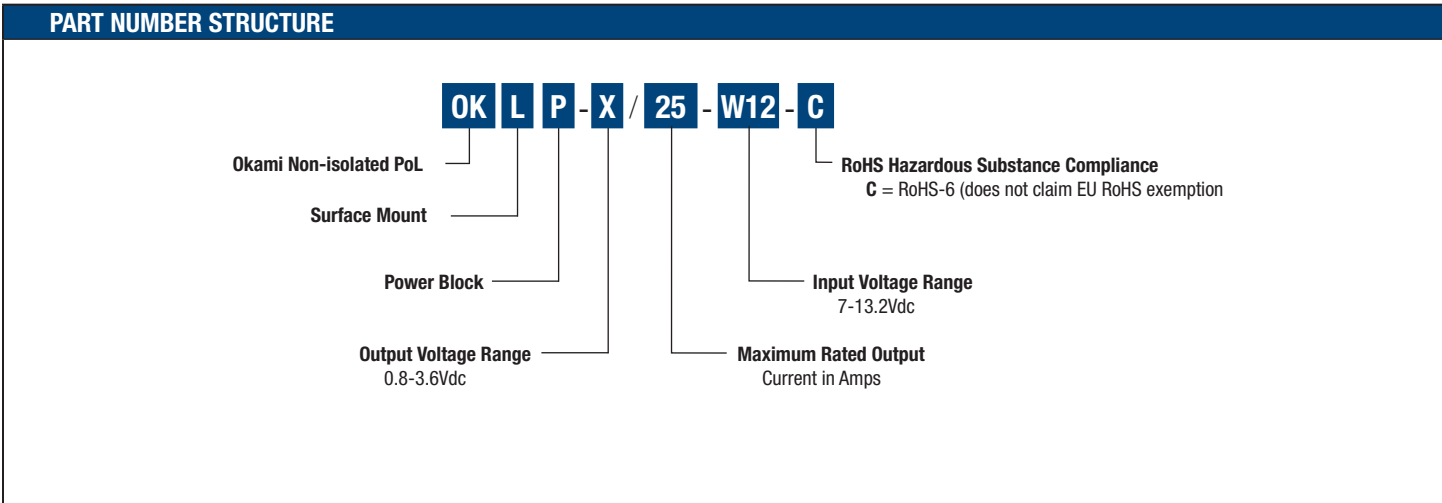 PART NUMBER STRUCTURE
OK L P - X / 25 - W12 - C
Okami Non-isolated PoL
RoHS Hazardous Substance Compliance
C = RoHS-6 (does not claim EU RoHS exemption
Surface Mount
Power Block
Input Voltage Range
7-13.2Vdc
Output Voltage Range
0.8-3.6Vdc
Maximum Rated Output
Current in Amps